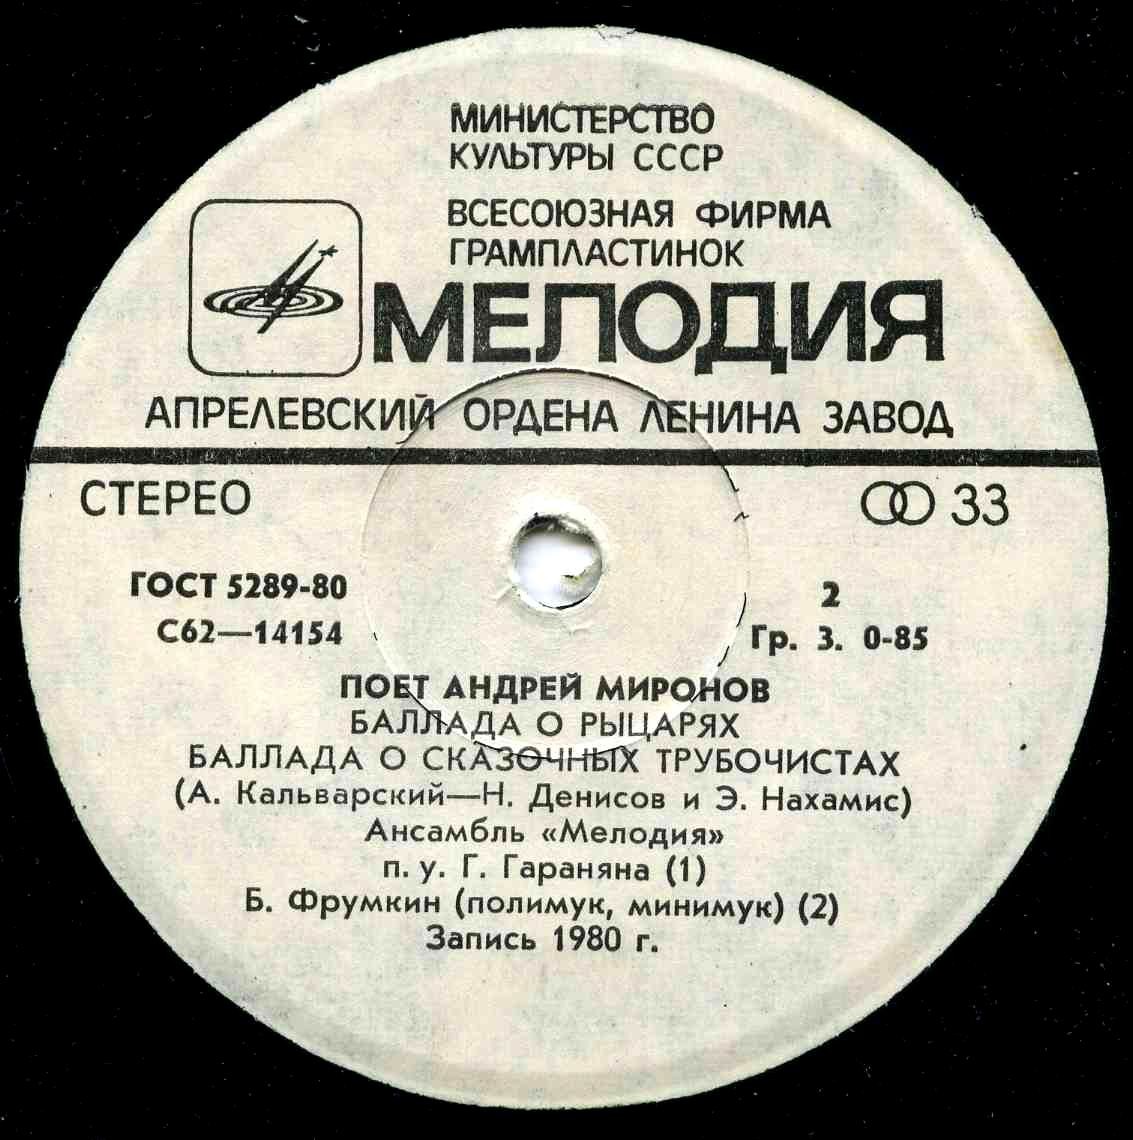 МИНИСТЕРСТВО
КУЛЬТУРЫ СССР
ВСЕСОЮЗНАЯ ФИРМА
ГРАМПЛАСТИНОК
МЕЛОДИЯ
АПРЕЛЕВСКИЙ ОРДЕНА ЛЕНИНА ЗАВОД
СТЕРЕО
33
ГОСТ 5289-80
2
С62—14154
Гр. 3. 0-85
ПОЕТ АНДРЕЙ МИРОНОВ
БАЛЛАДА О РЫЦАРЯХ
БАЛЛАДА О СКАЗОЧНЫХ ТРУБОЧИСТАХ
(А. Кальварский—Н. Денисов и Э. Нахамис)
Ансамбль «Мелодия»
п. у. Г. Гараняна (1)
Б. Фрумкин (полимук, минимук) (2)
Запись 1980 г.